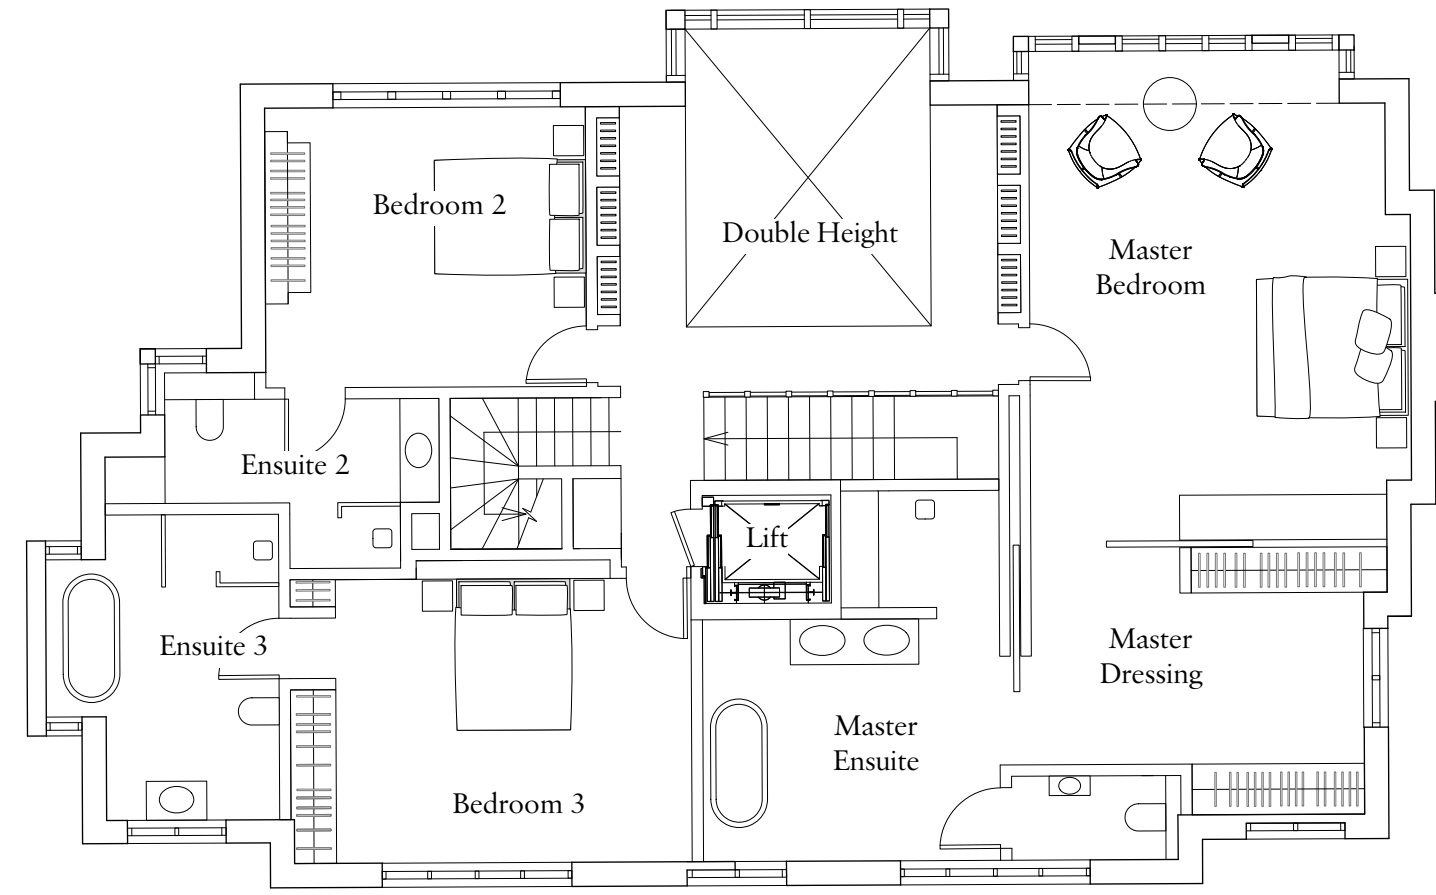 Bedroom 2
Double Height
Master
Bedroom
Ensuite 2
Lift
Ensuite 3
Master
Dressing
Master
Ensuite
Bedroom 3